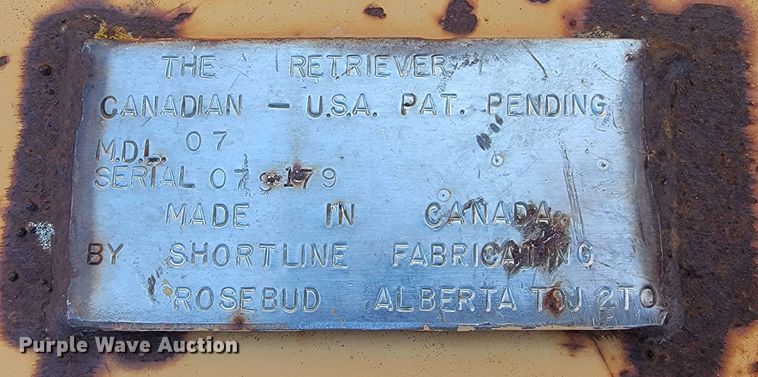 THE RETRIEVER
CANADIAN - U.S.A. PAT. PENDING
M.D.L. 07
SERIAL
MADE IN CANADA
BY SHORTLINE FABRICATING
ROSEBUD ALBERTA T0J 2T0
Purple Wave Auction